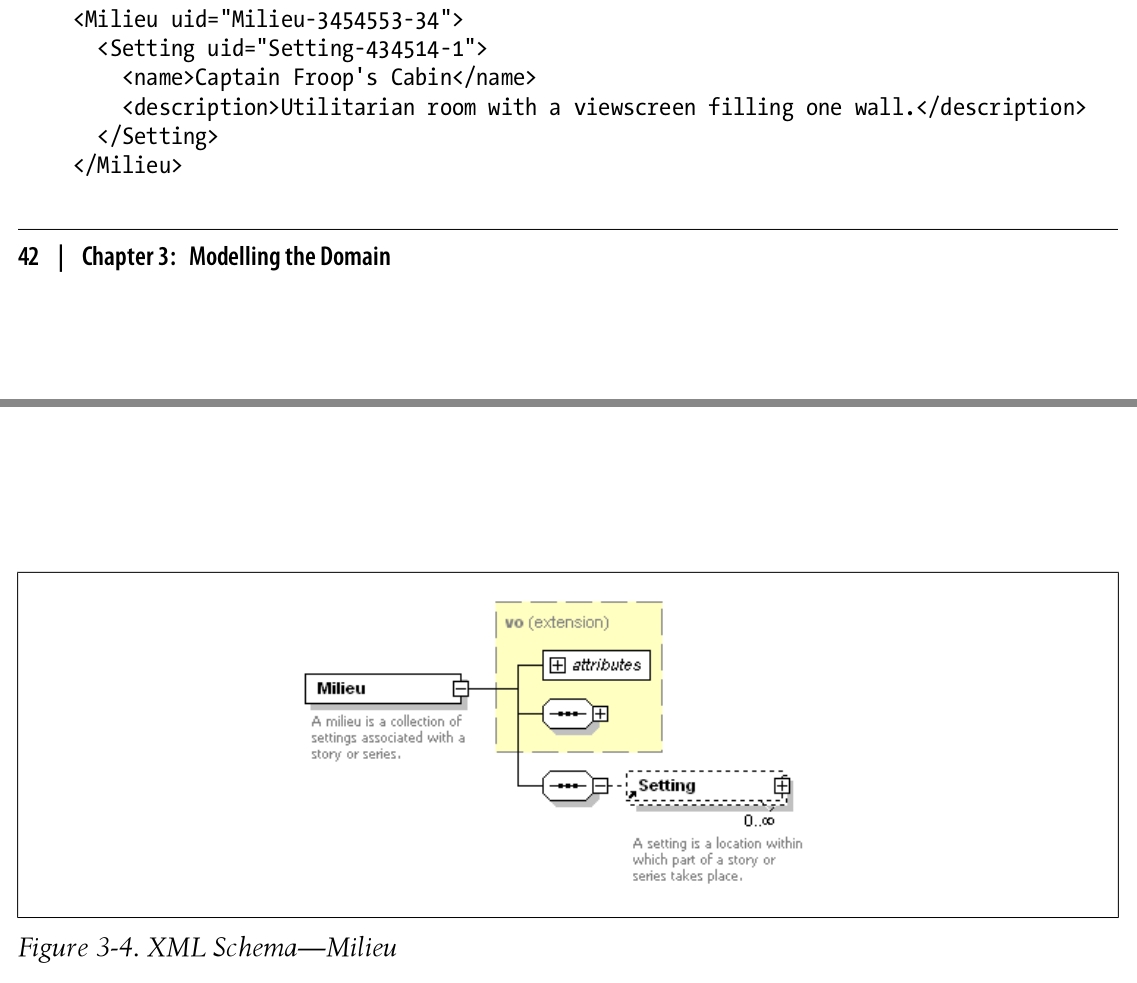 <Milieu uid="Milieu-3454553-34">
<Setting uid="Setting-434514-1">
<name>Captain Froop's Cabin</name>
<description>Utilitarian room with a viewscreen filling one wall.</description>
</Setting>
</Milieu>
42 | Chapter 3: Modelling the Domain
vo (extension)
attributes
Milieu
A milieu is a collection of
settings associated with a
story or series.
Setting
0..∞
A setting is a location within
which part of a story or
series takes place.
Figure 3-4. XML Schema—Milieu